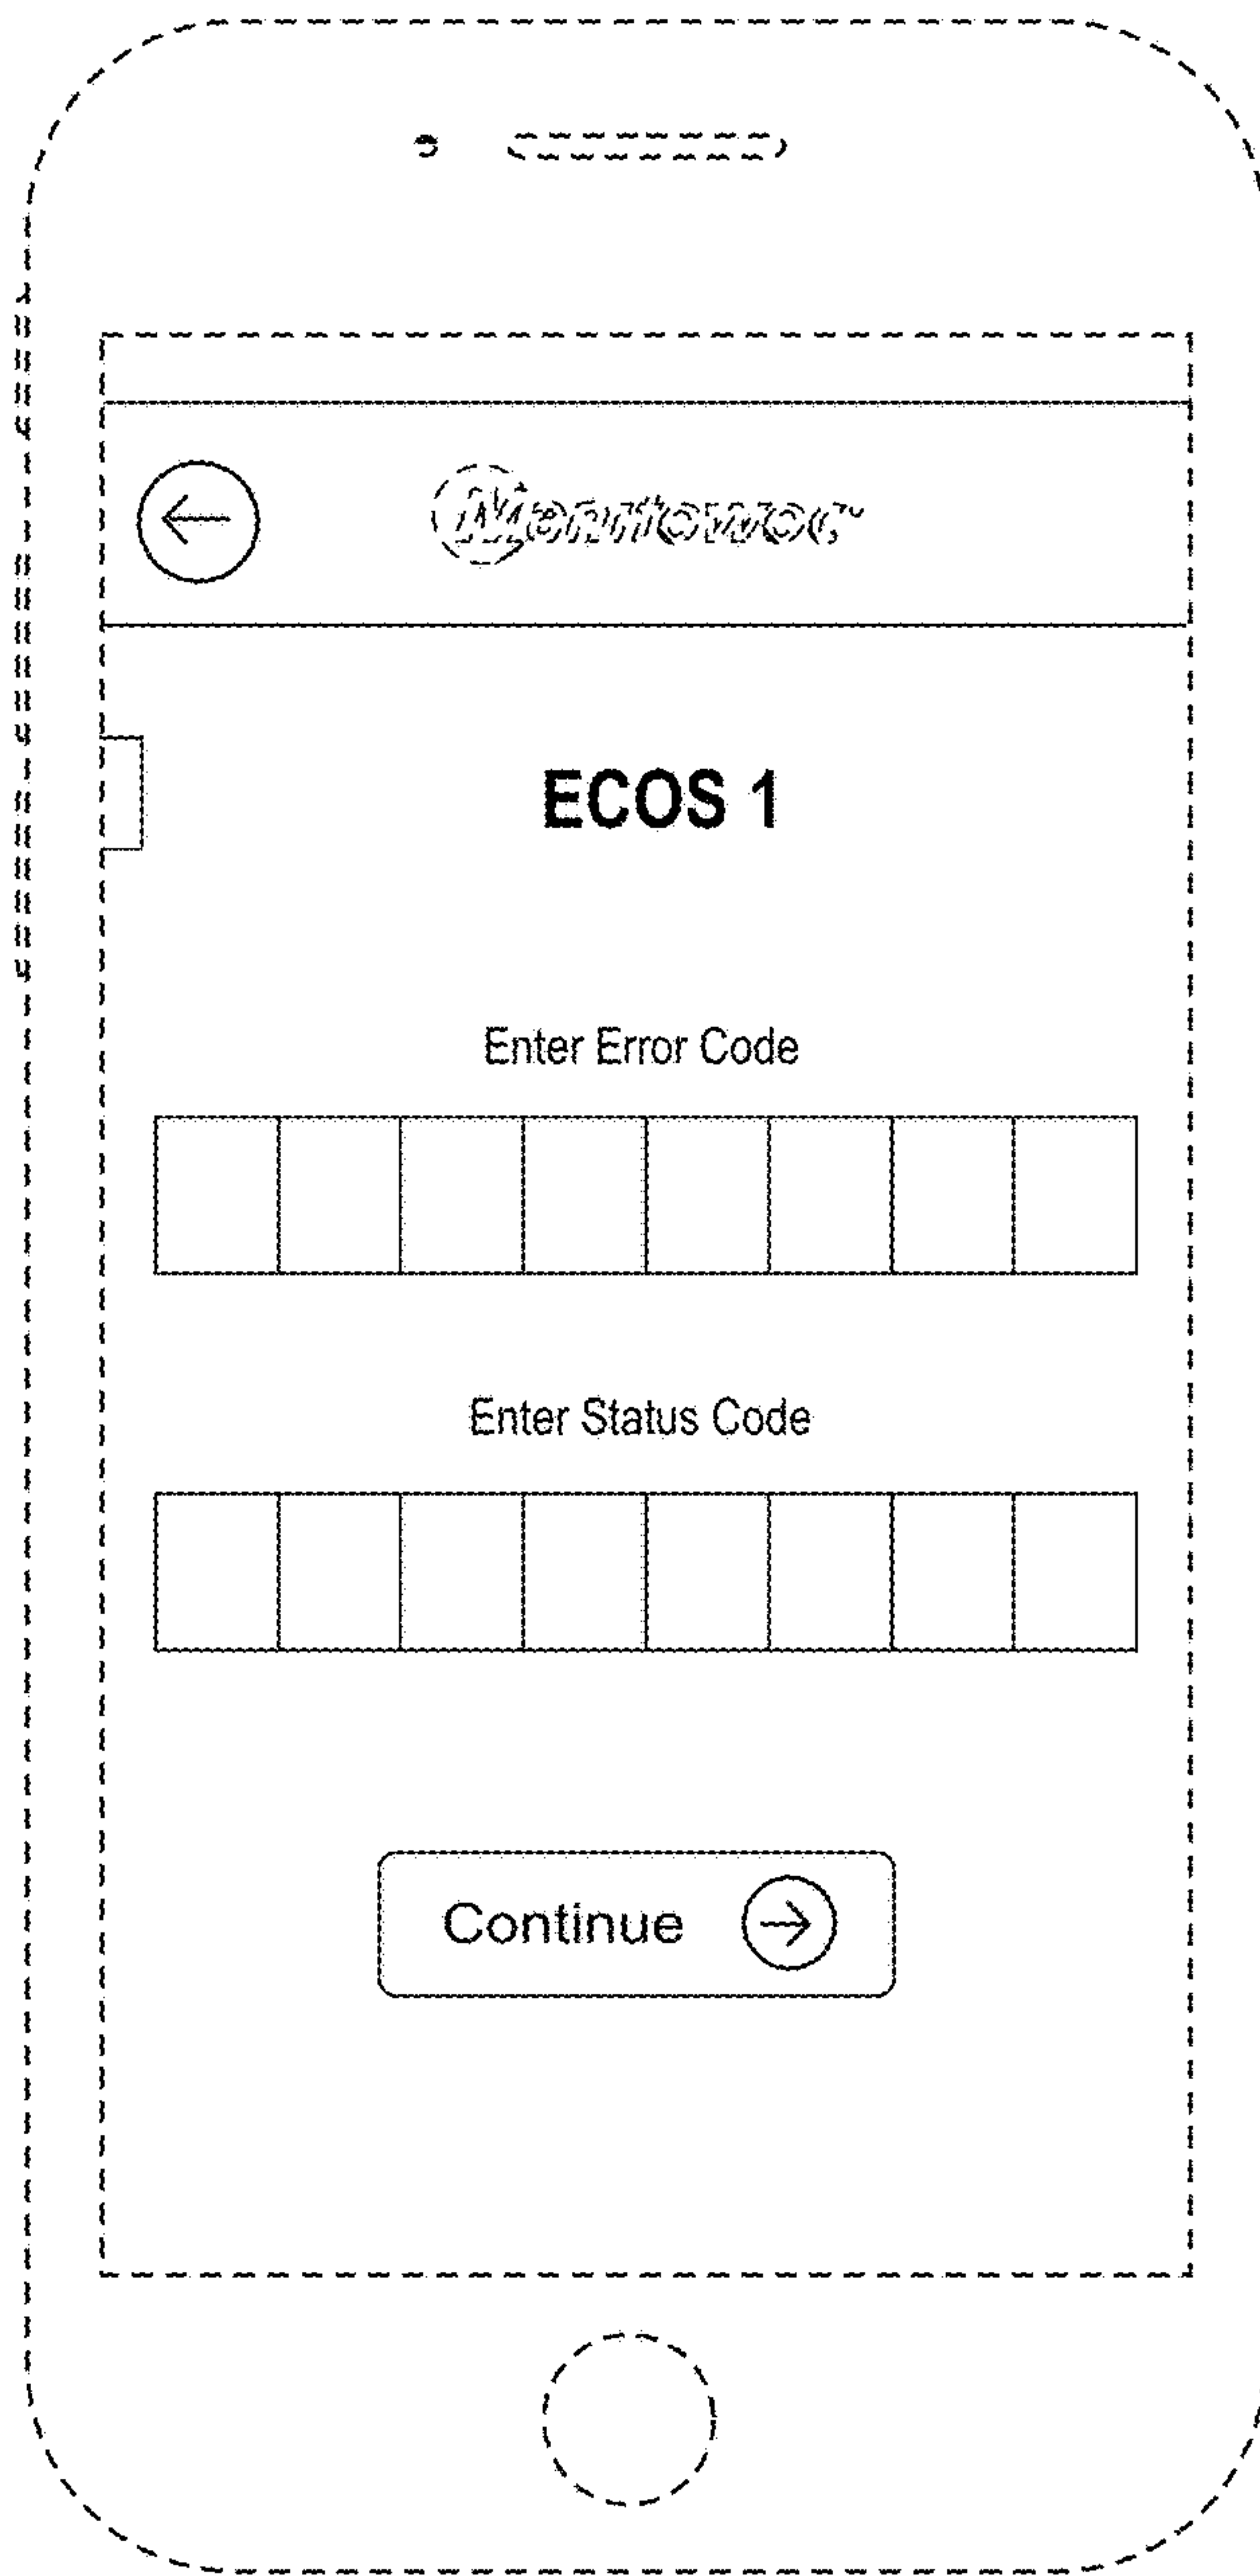 Manitowoc
ECOS 1
Enter Error Code
Enter Status Code
Continue